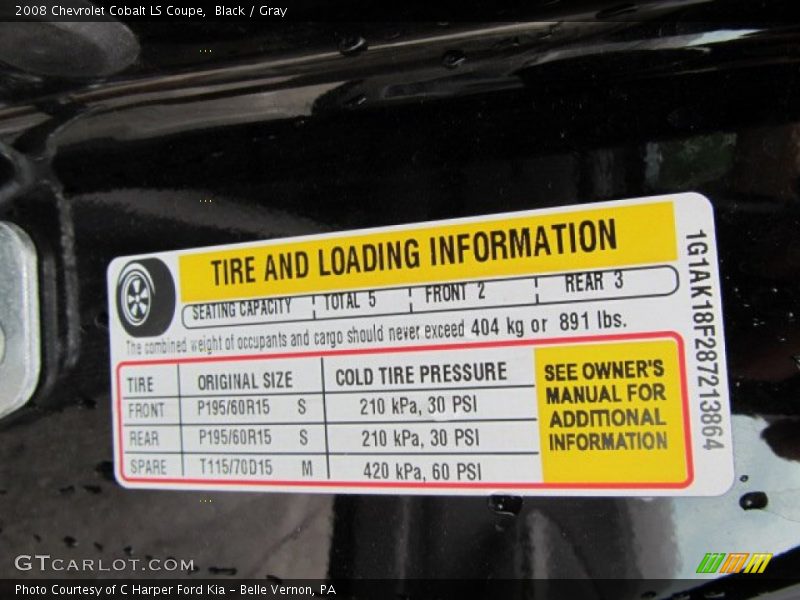 2008 Chevrolet Cobalt LS Coupe, Black / Gray
TIRE AND LOADING INFORMATION
SEATING CAPACITY TOTAL 5 FRONT 2 REAR 3
The combined weight of occupants and cargo should never exceed 404 kg or 891 lbs.
TIRE ORIGINAL SIZE COLD TIRE PRESSURE
FRONT P195/60R15 S 210 kPa, 30 PSI
REAR P195/60R15 S 210 kPa, 30 PSI
SPARE T115/70D15 M 420 kPa, 60 PSI
SEE OWNER'S
MANUAL FOR
ADDITIONAL
INFORMATION
1G1AK18F287213864
GTCARLOT.COM
Photo Courtesy of C Harper Ford Kia - Belle Vernon, PA